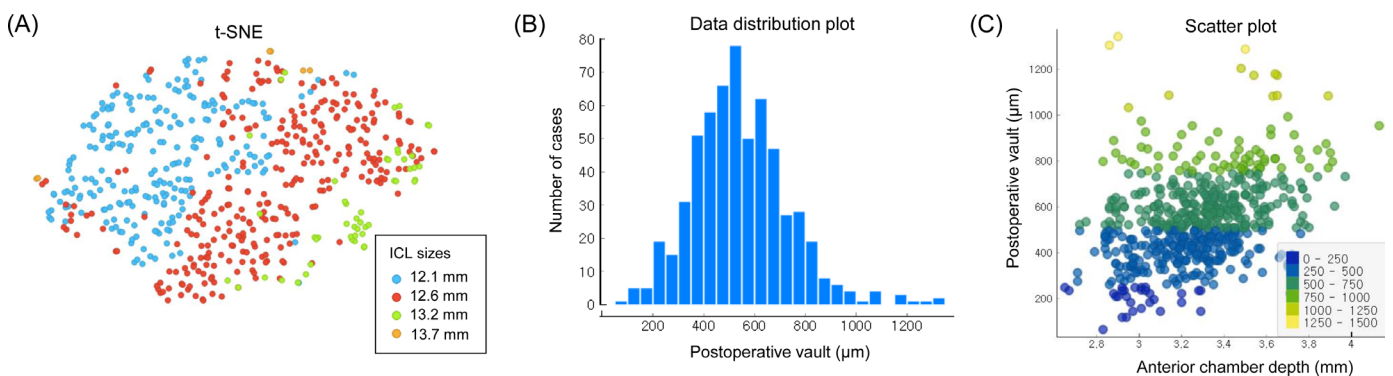 (A)
t-SNE
ICL sizes
12.1 mm
12.6 mm
13.2 mm
13.7 mm
(B)
Data distribution plot
Number of cases
80
70
60
50
40
30
20
10
0
200
400
600
800
1000
1200
Postoperative vault (µm)
(C)
Scatter plot
Postoperative vault (µm)
1200
1000
800
600
400
200
0 - 250
250 - 500
500 - 750
750 - 1000
1000 - 1250
1250 - 1500
2.8
3
3.2
3.4
3.6
3.8
4
Anterior chamber depth (mm)